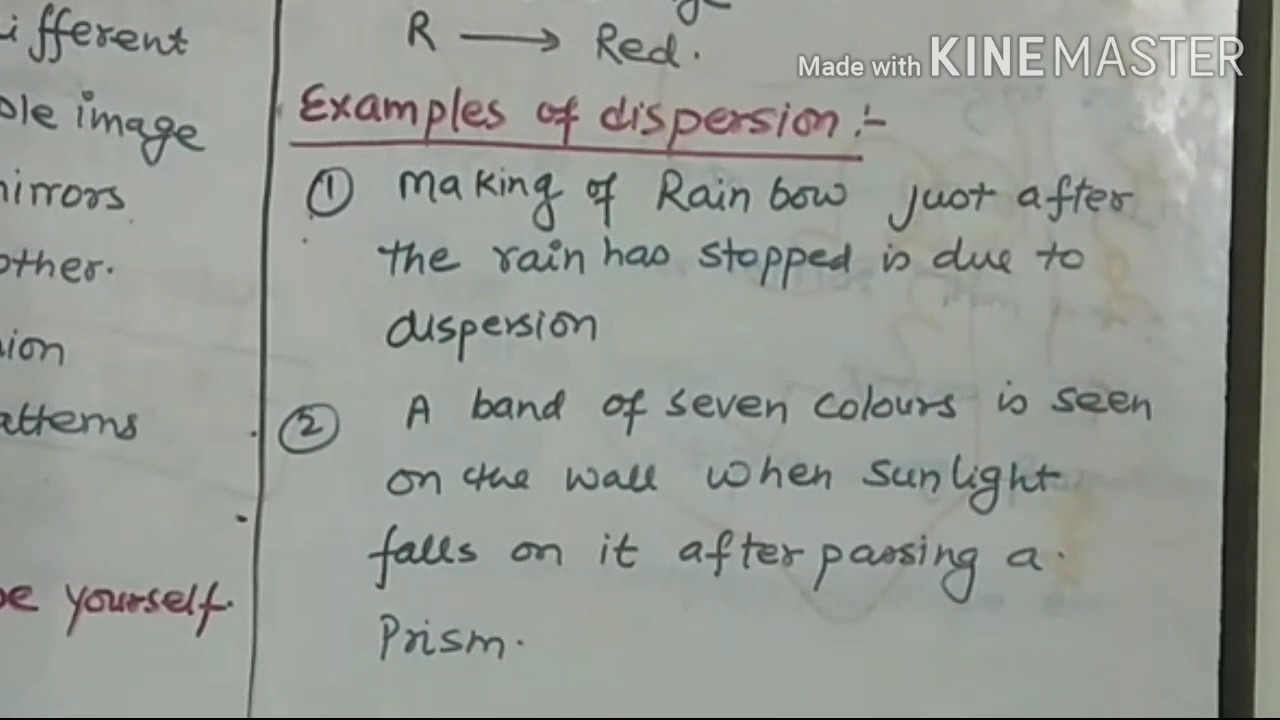 ifferent
ole image
irrors
other.
ion
atterns
e yourself.
R → Red.
Made with KINEMASTER
Examples of dispersion :-
① Making of Rain bow just after
the rain has stopped is due to
dispersion
② A band of seven colours is seen
on the wall when sunlight
falls on it after passing a
Prism.